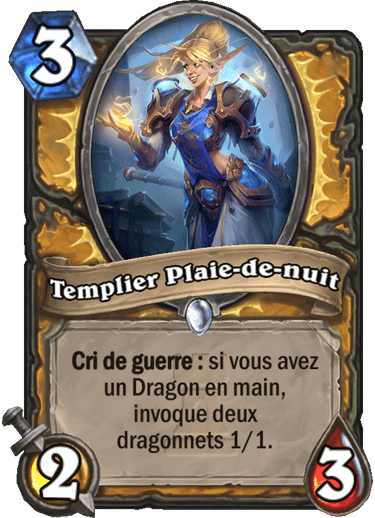 3
Templier Plaie-de-nuit
Cri de guerre : si vous avez
un Dragon en main,
invoque deux
dragonnets 1/1.
2
3